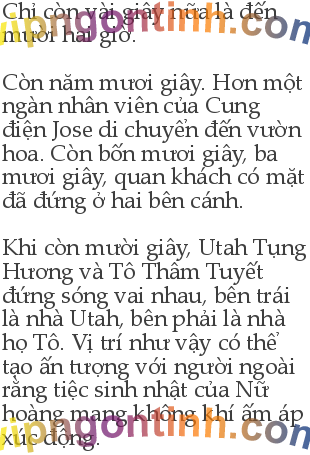 Chỉ còn vài giây nữa là đến
mười hai giờ.
Còn năm mươi giây. Hơn một
ngàn nhân viên của Cung
điện Jose di chuyển đến vườn
hoa. Còn bốn mươi giây, ba
mươi giây, quan khách có mặt
đã đứng ở hai bên cánh.
Khi còn mười giây, Utah Tụng
Hương và Tô Thâm Tuyết
đứng sóng vai nhau, bên trái
là nhà Utah, bên phải là nhà
họ Tô. Vị trí như vậy có thể
tạo ấn tượng với người ngoài
rằng tiệc sinh nhật của Nữ
hoàng mang không khí ấm áp
xúc động.
vipngontinh.com
vipngontinh.com